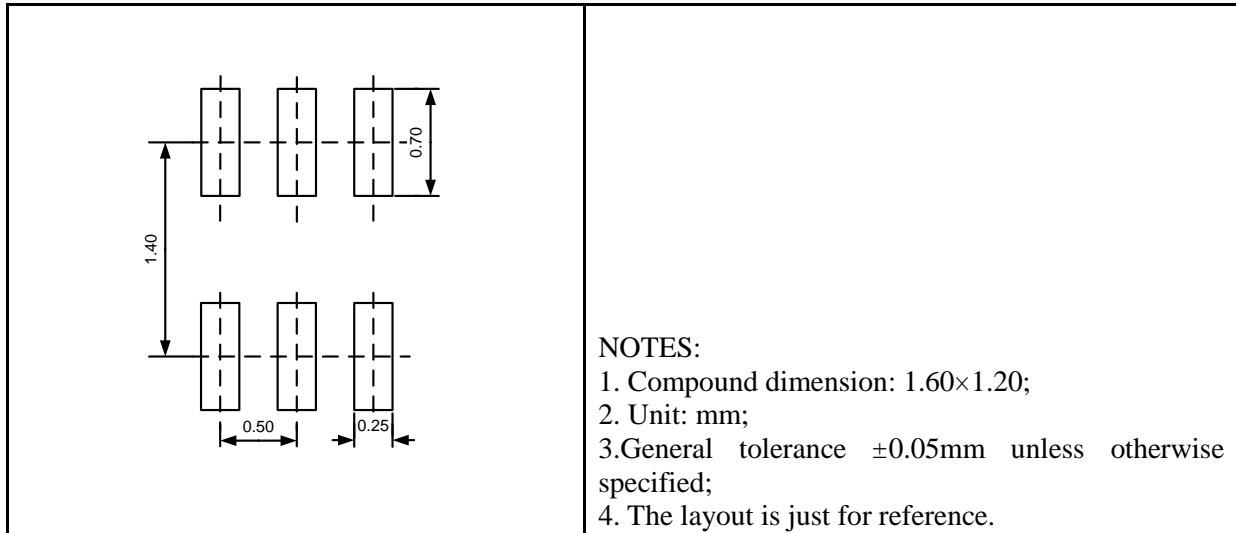 0.70
1.40
0.50
0.25
NOTES:
1. Compound dimension: 1.60×1.20;
2. Unit: mm;
3.General tolerance ±0.05mm unless otherwise
specified;
4. The layout is just for reference.